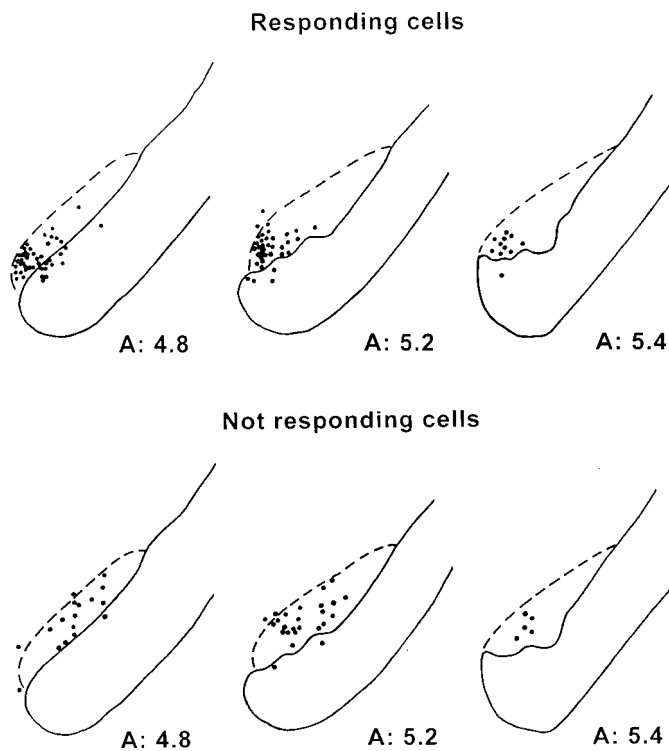 Responding cells
A: 4.8 A: 5.2 A: 5.4
Not responding cells
A: 4.8 A: 5.2 A: 5.4